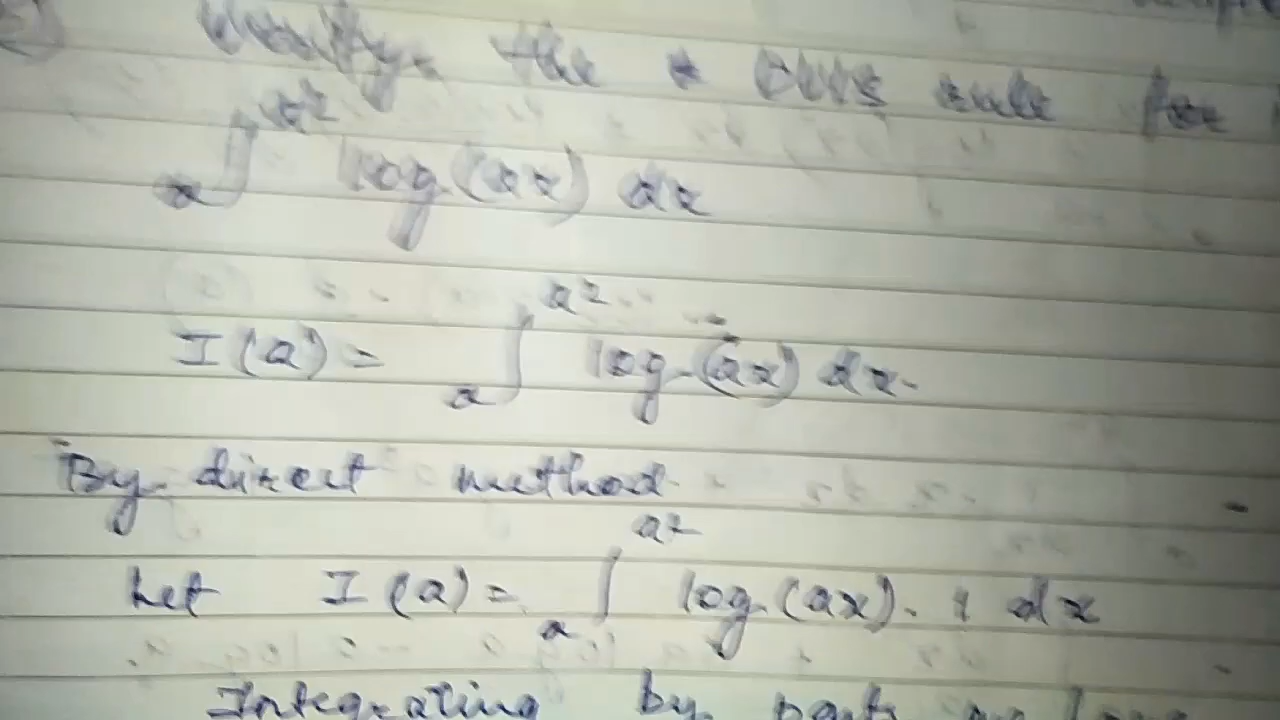 Verify the DUIS rule for
∫ₐ^a² log(ax) dx
I(a) = ∫ₐ^a² log(ax) dx.
By direct method
Let I(a) = ∫ₐ^a² log(ax). 1 dx
Integrating by parts